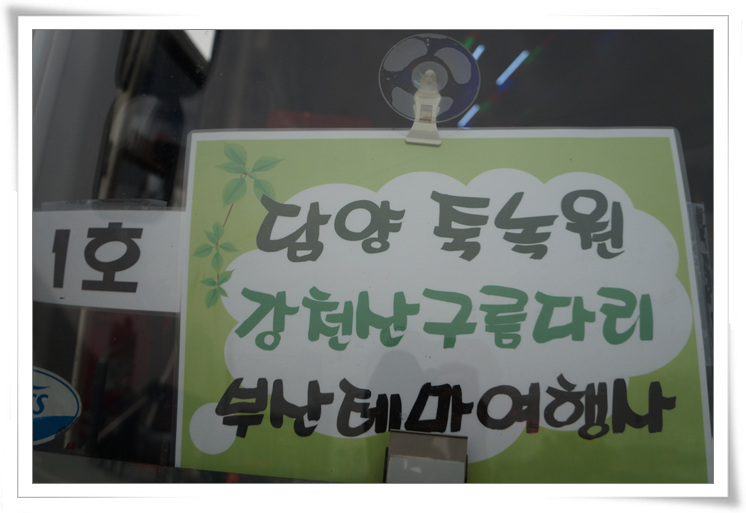 1호
담양 죽녹원
강천산구름다리
부산테마여행사